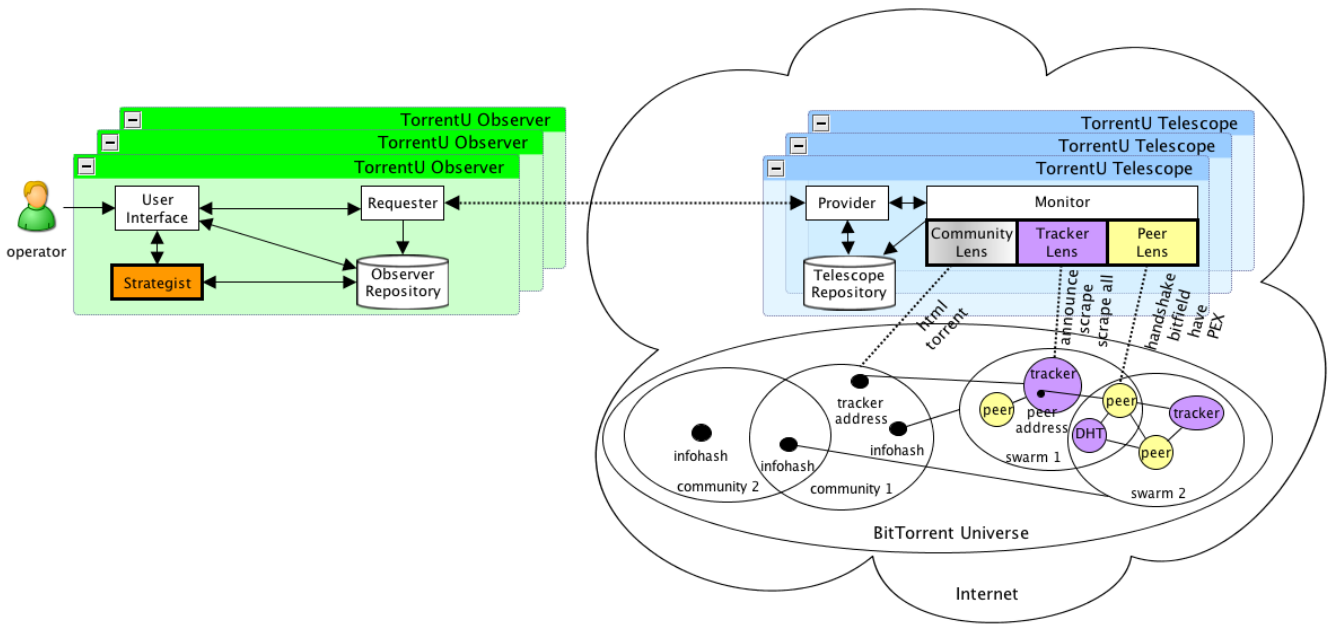 TorrentU Observer
TorrentU Observer
TorrentU Observer
operator
User
Interface
Requester
Strategist
Observer
Repository
TorrentU Telescope
TorrentU Telescope
TorrentU Telescope
Provider
Monitor
Community
Lens
Tracker
Lens
Peer
Lens
Telescope
Repository
html
torrent
announce
scrape
scrape all
handshake
bitfield
have
PEX
tracker
address
infohash
infohash
infohash
community 2
community 1
tracker
peer
peer
address
swarm 1
peer
tracker
DHT
peer
swarm 2
BitTorrent Universe
Internet